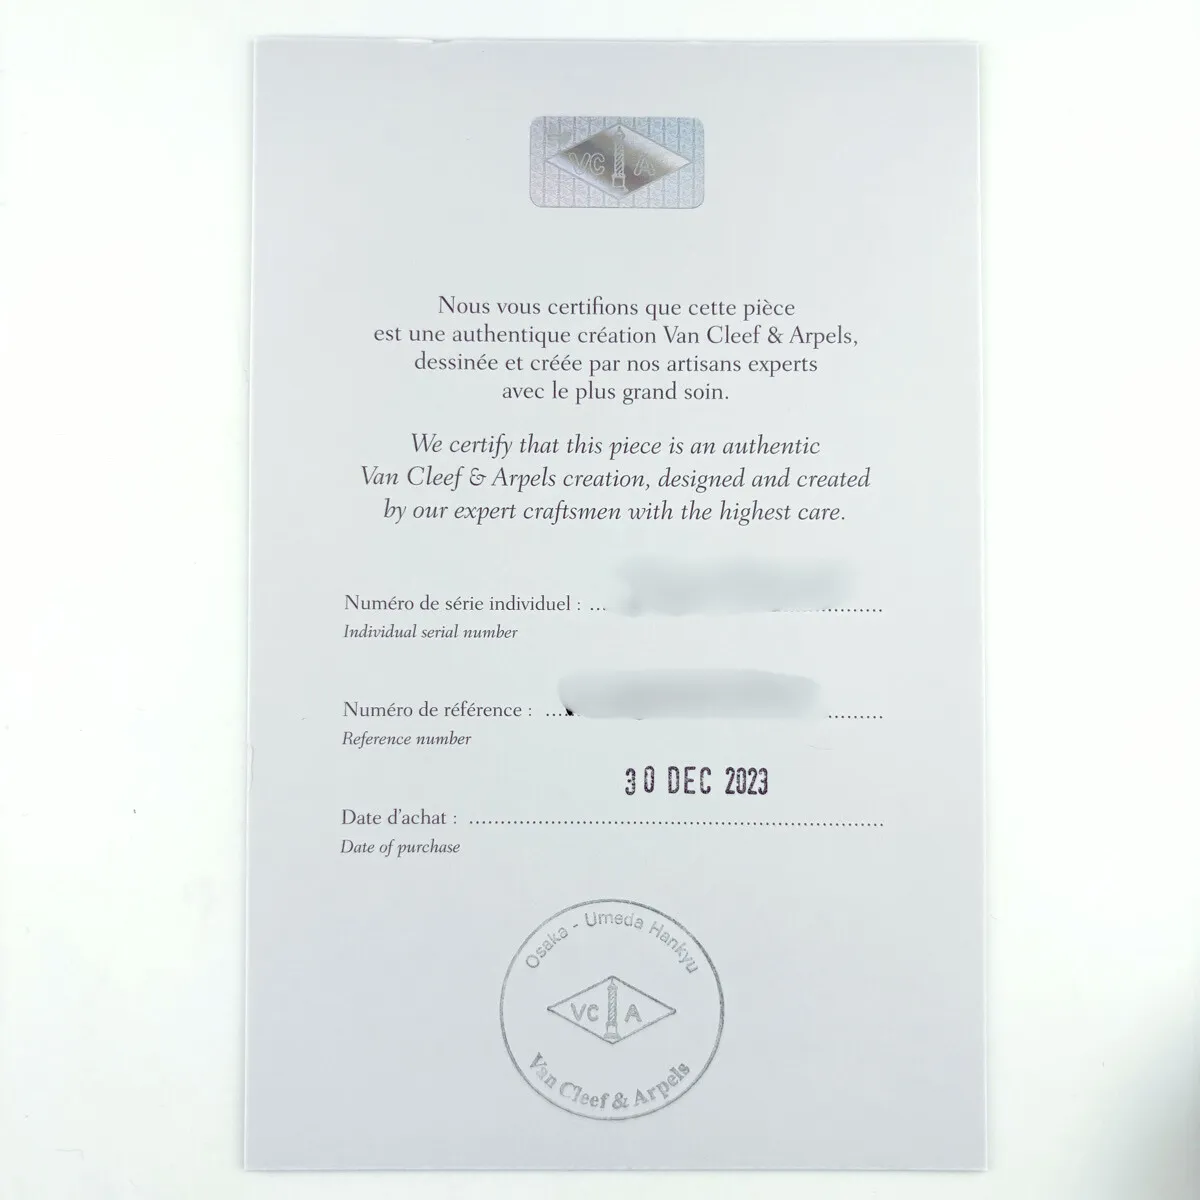 VC A
Nous vous certifions que cette pièce
est une authentique création Van Cleef & Arpels,
dessinée et créée par nos artisans experts
avec le plus grand soin.
We certify that this piece is an authentic
Van Cleef & Arpels creation, designed and created
by our expert craftsmen with the highest care.
Numéro de série individuel :
Individual serial number
Numéro de référence :
Reference number
30 DEC 2023
Date d'achat :
Date of purchase
Osaka - Umeda Hankyu
VC A
Van Cleef & Arpels